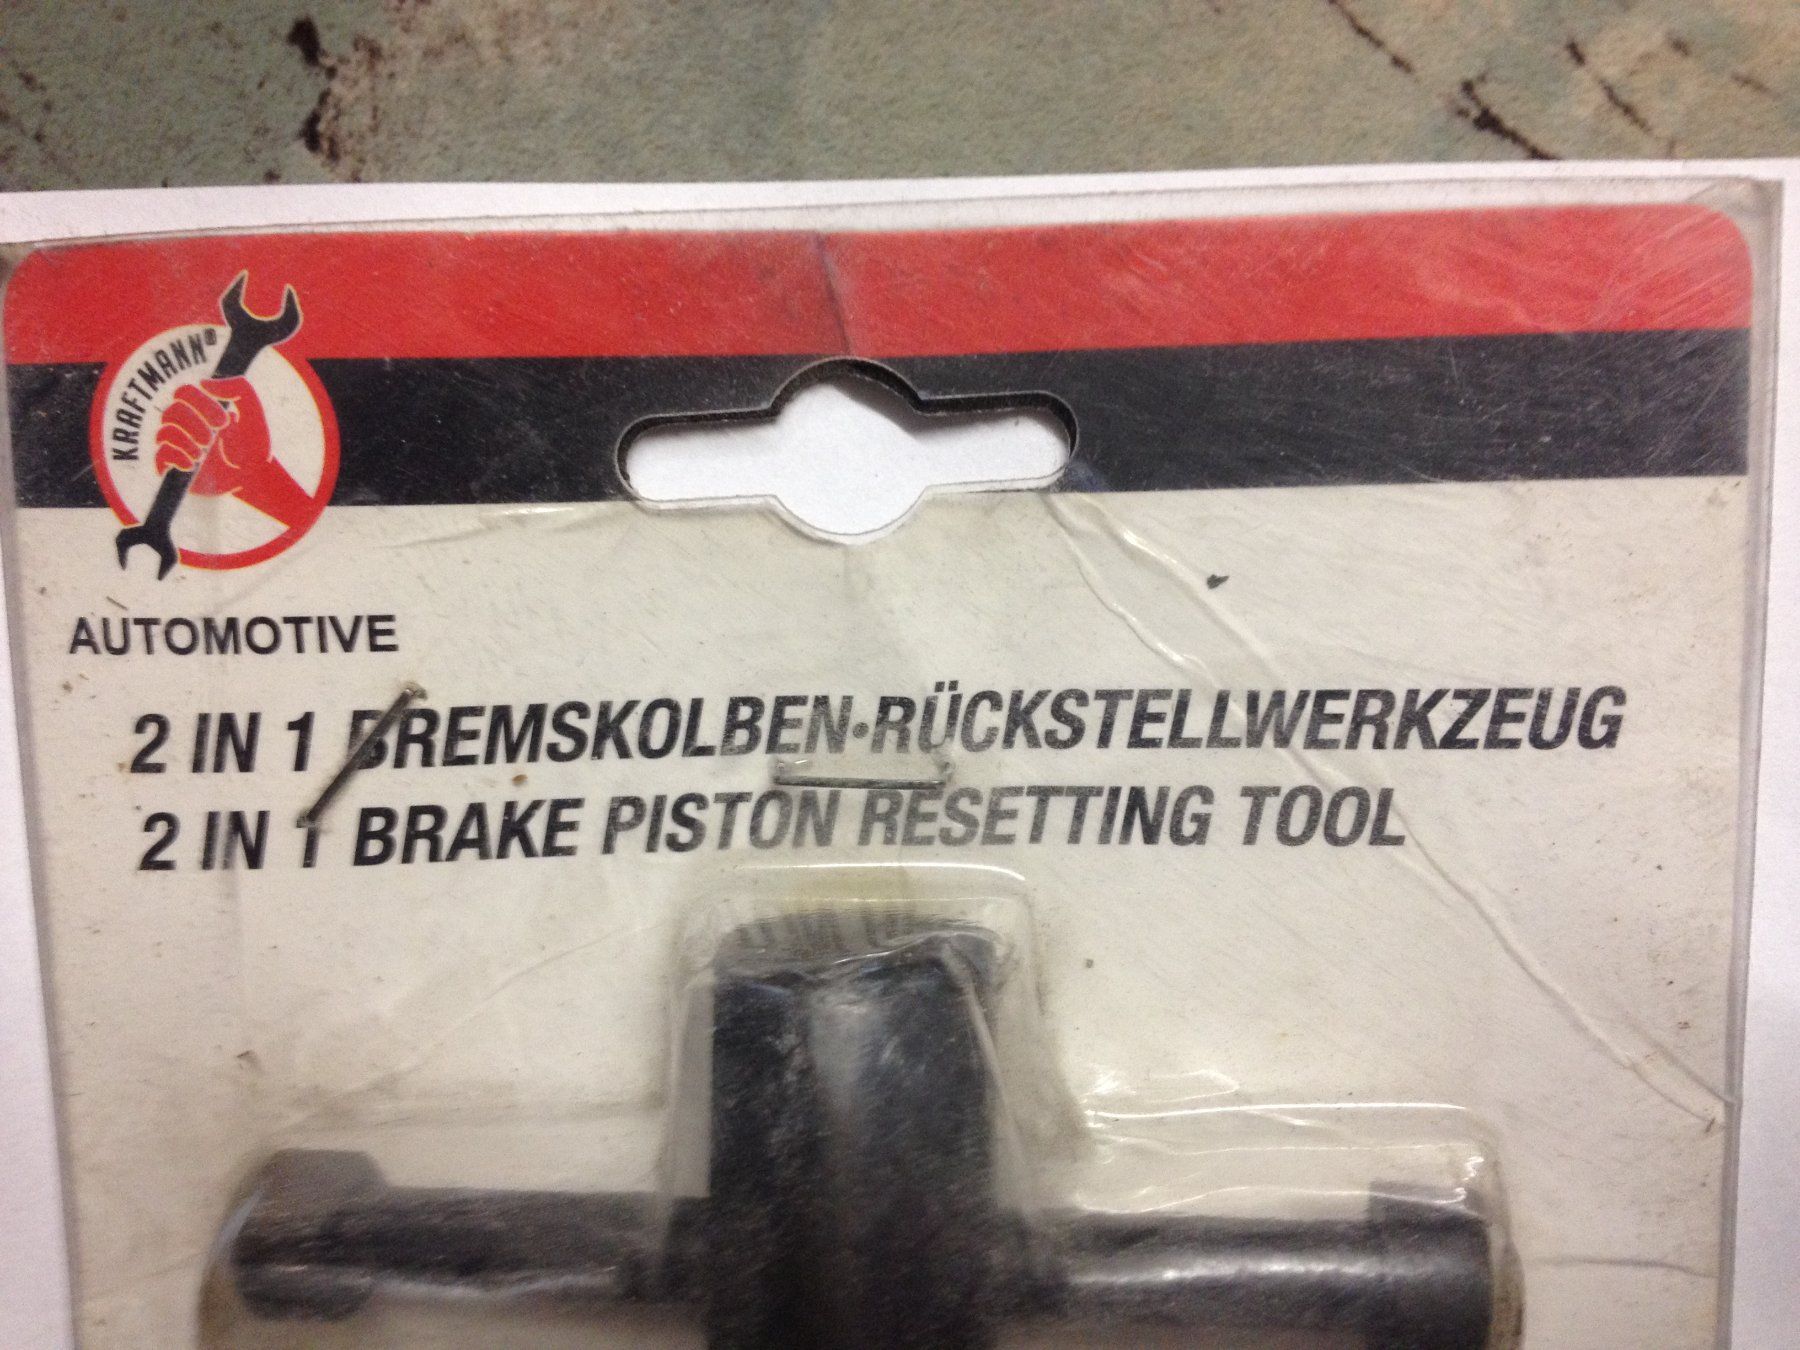 KRAFTMANN®
AUTOMOTIVE
2 IN 1 BREMSKOLBEN-RÜCKSTELLWERKZEUG
2 IN 1 BRAKE PISTON RESETTING TOOL